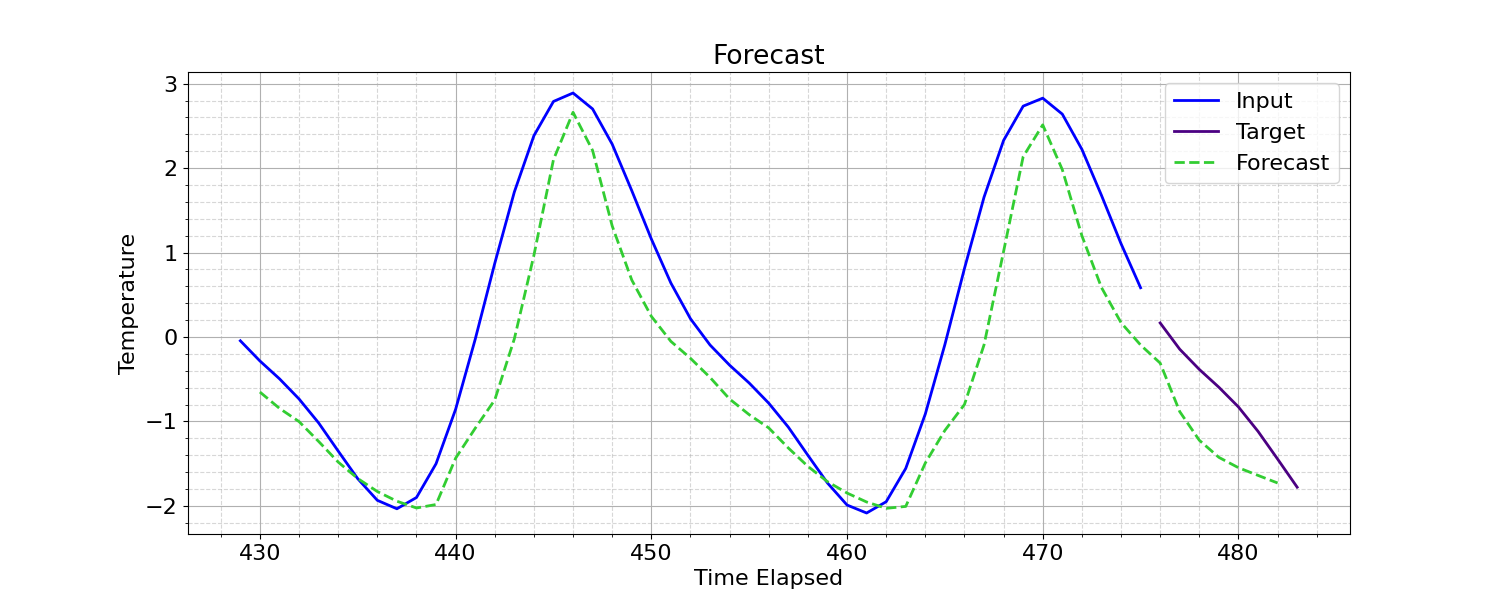 Forecast
3
2
1
0
−1
−2
Temperature
Input
Target
Forecast
430 440 450 460 470 480
Time Elapsed